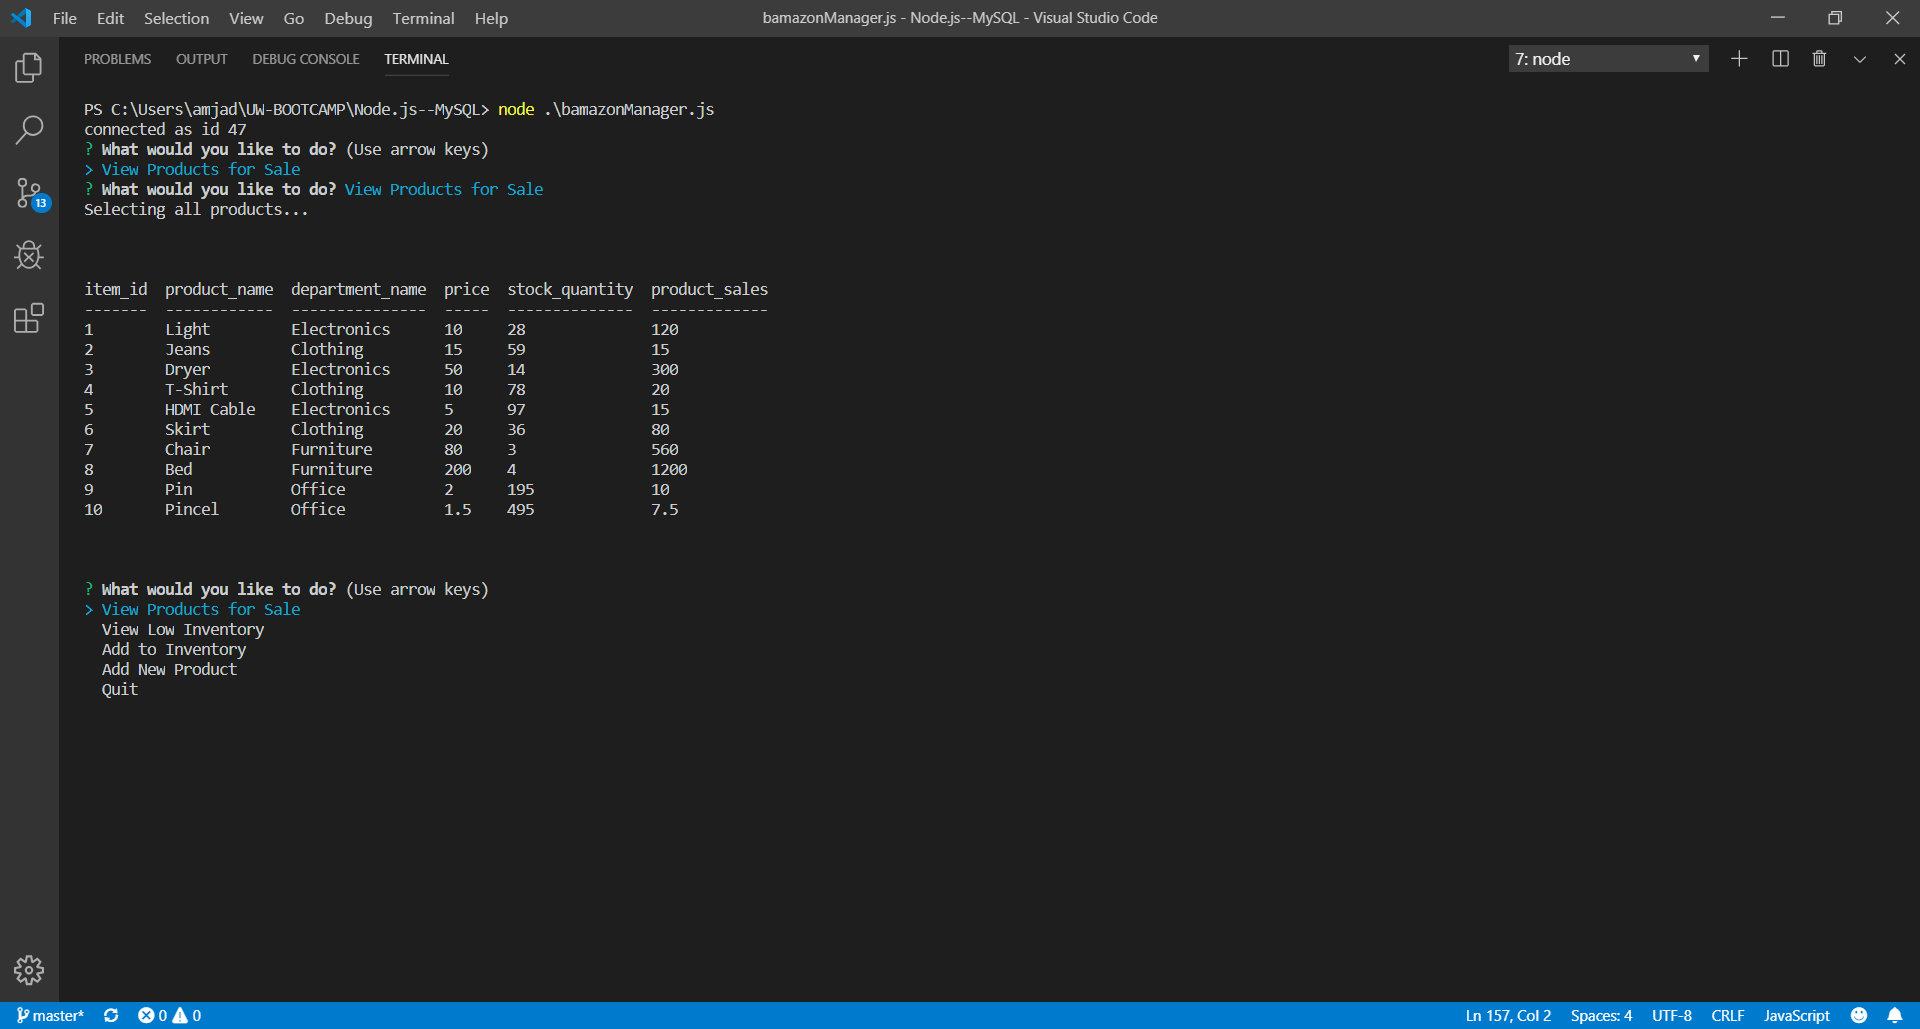 File Edit Selection View Go Debug Terminal Help bamazonManager.js - Node.js--MySQL - Visual Studio Code
PROBLEMS OUTPUT DEBUG CONSOLE TERMINAL 7: node
PS C:\Users\amjad\UW-BOOTCAMP\Node.js--MySQL> node .\bamazonManager.js
connected as id 47
? What would you like to do? (Use arrow keys)
> View Products for Sale
? What would you like to do? View Products for Sale
13
Selecting all products...
item_id product_name department_name price stock_quantity product_sales
------- ------------ --------------- ----- -------------- -------------
1 Light Electronics 10 28 120
2 Jeans Clothing 15 59 15
3 Dryer Electronics 50 14 300
4 T-Shirt Clothing 10 78 20
5 HDMI Cable Electronics 5 97 15
6 Skirt Clothing 20 36 80
7 Chair Furniture 80 3 560
8 Bed Furniture 200 4 1200
9 Pin Office 2 195 10
10 Pincel Office 1.5 495 7.5
? What would you like to do? (Use arrow keys)
> View Products for Sale
View Low Inventory
Add to Inventory
Add New Product
Quit
master* 0 0 Ln 157, Col 2 Spaces: 4 UTF-8 CRLF JavaScript